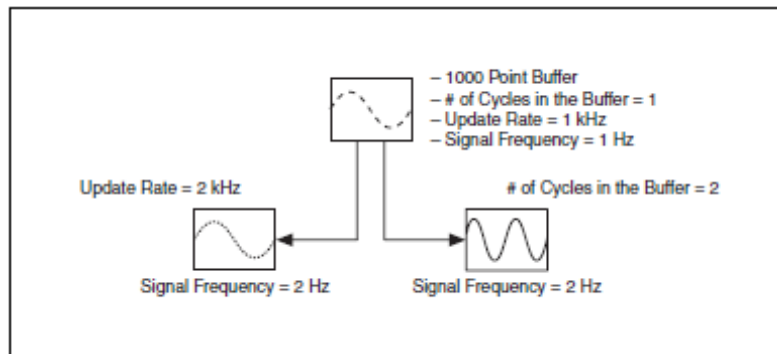 – 1000 Point Buffer
– # of Cycles in the Buffer = 1
– Update Rate = 1 kHz
– Signal Frequency = 1 Hz
Update Rate = 2 kHz
# of Cycles in the Buffer = 2
Signal Frequency = 2 Hz
Signal Frequency = 2 Hz